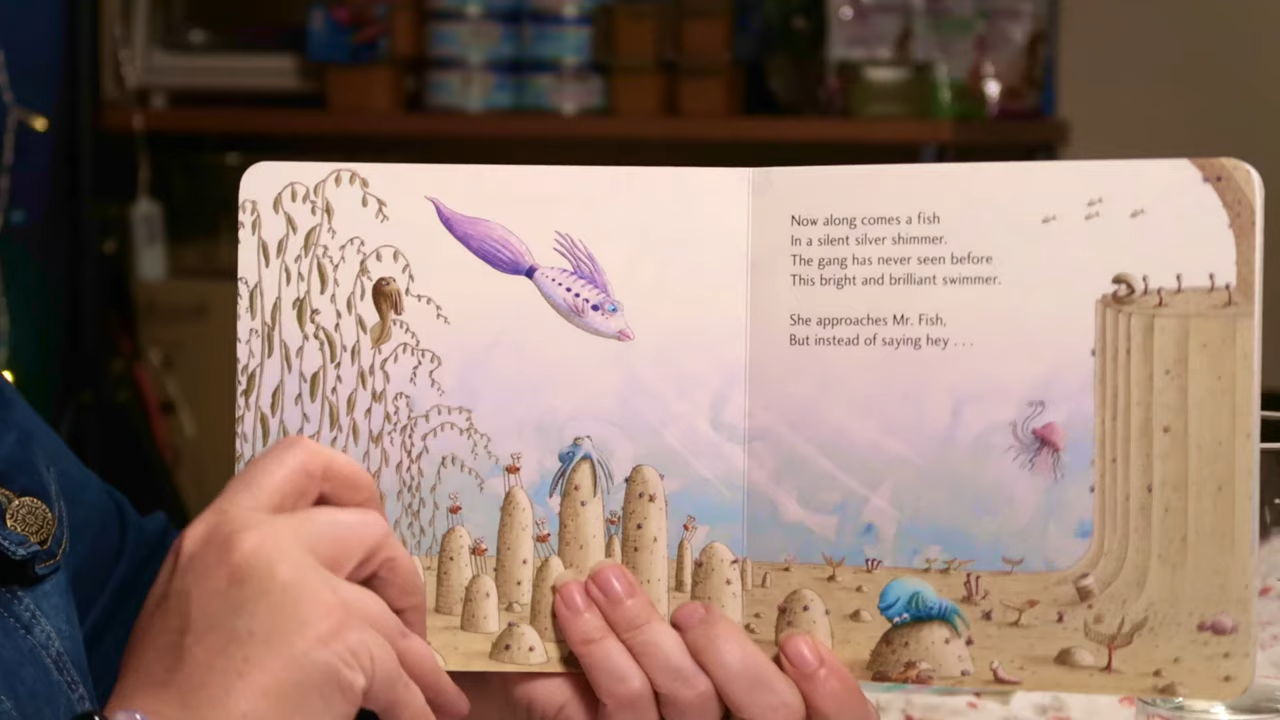 Now along comes a fish
In a silent silver shimmer.
The gang has never seen before
This bright and brilliant swimmer.
She approaches Mr. Fish,
But instead of saying hey . . .